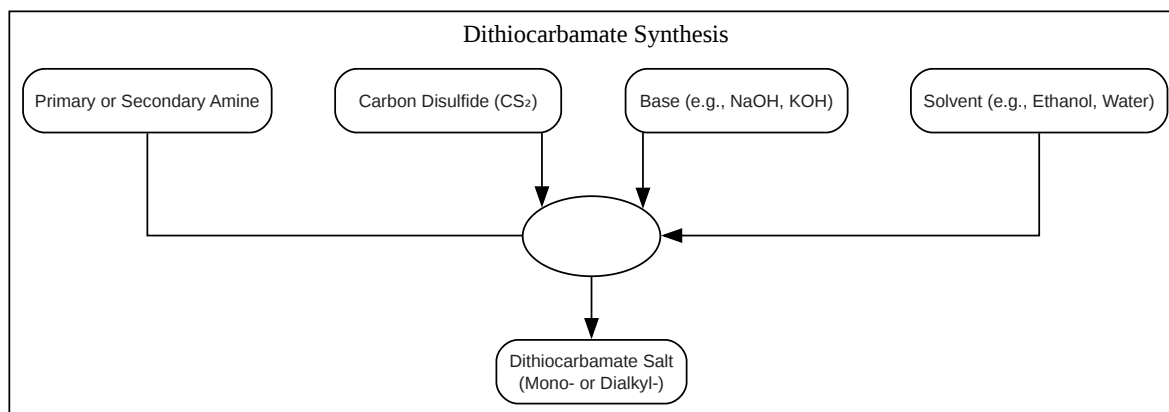 Dithiocarbamate Synthesis
Primary or Secondary Amine
Carbon Disulfide (CS₂)
Base (e.g., NaOH, KOH)
Solvent (e.g., Ethanol, Water)
Dithiocarbamate Salt
(Mono- or Dialkyl-)